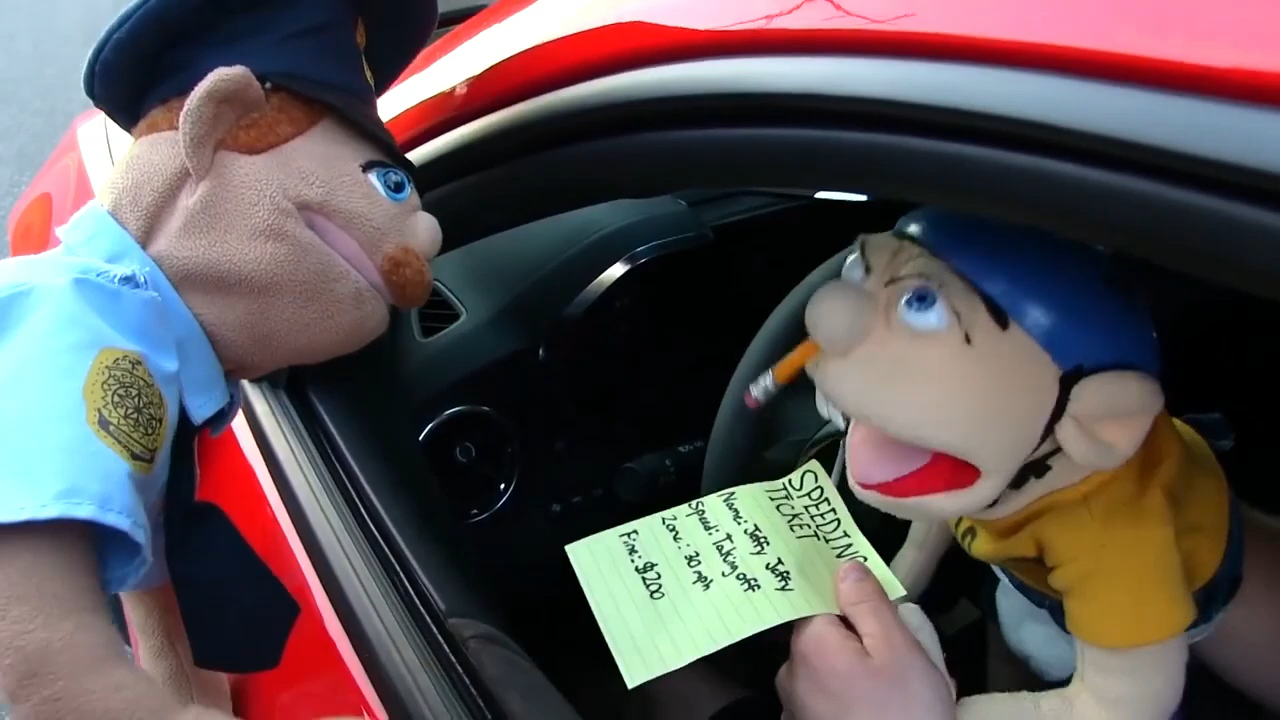 SPEEDING
TICKET
Name: Jeffy Jeffy
Speed: Taking off
Zone: 30 mph
Fine: $200